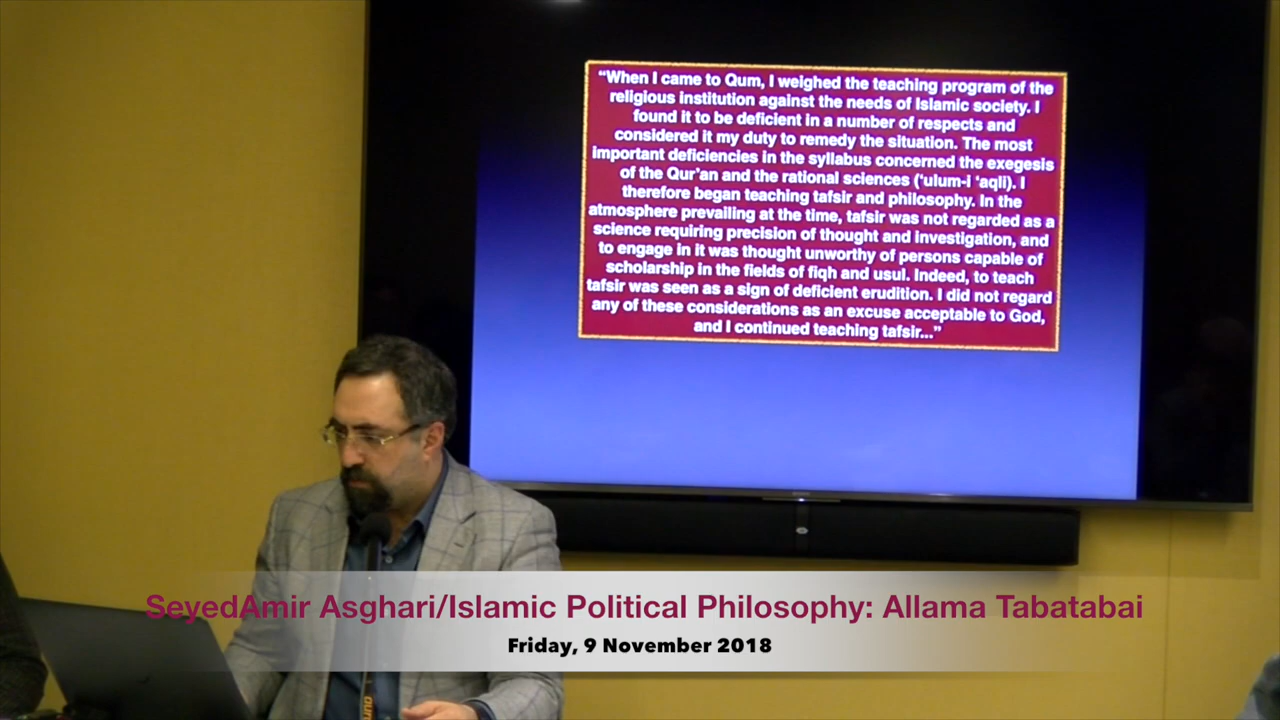 “When I came to Qum, I weighed the teaching program of the
religious institution against the needs of Islamic society. I
found it to be deficient in a number of respects and
considered it my duty to remedy the situation. The most
important deficiencies in the syllabus concerned the exegesis
of the Qur’an and the rational sciences (‘ulum-i ‘aqli). I
therefore began teaching tafsir and philosophy. In the
atmosphere prevailing at the time, tafsir was not regarded as a
science requiring precision of thought and investigation, and
to engage in it was thought unworthy of persons capable of
scholarship in the fields of fiqh and usul. Indeed, to teach
tafsir was seen as a sign of deficient erudition. I did not regard
any of these considerations as an excuse acceptable to God,
and I continued teaching tafsir...”
SeyedAmir Asghari/Islamic Political Philosophy: Allama Tabatabai
Friday, 9 November 2018